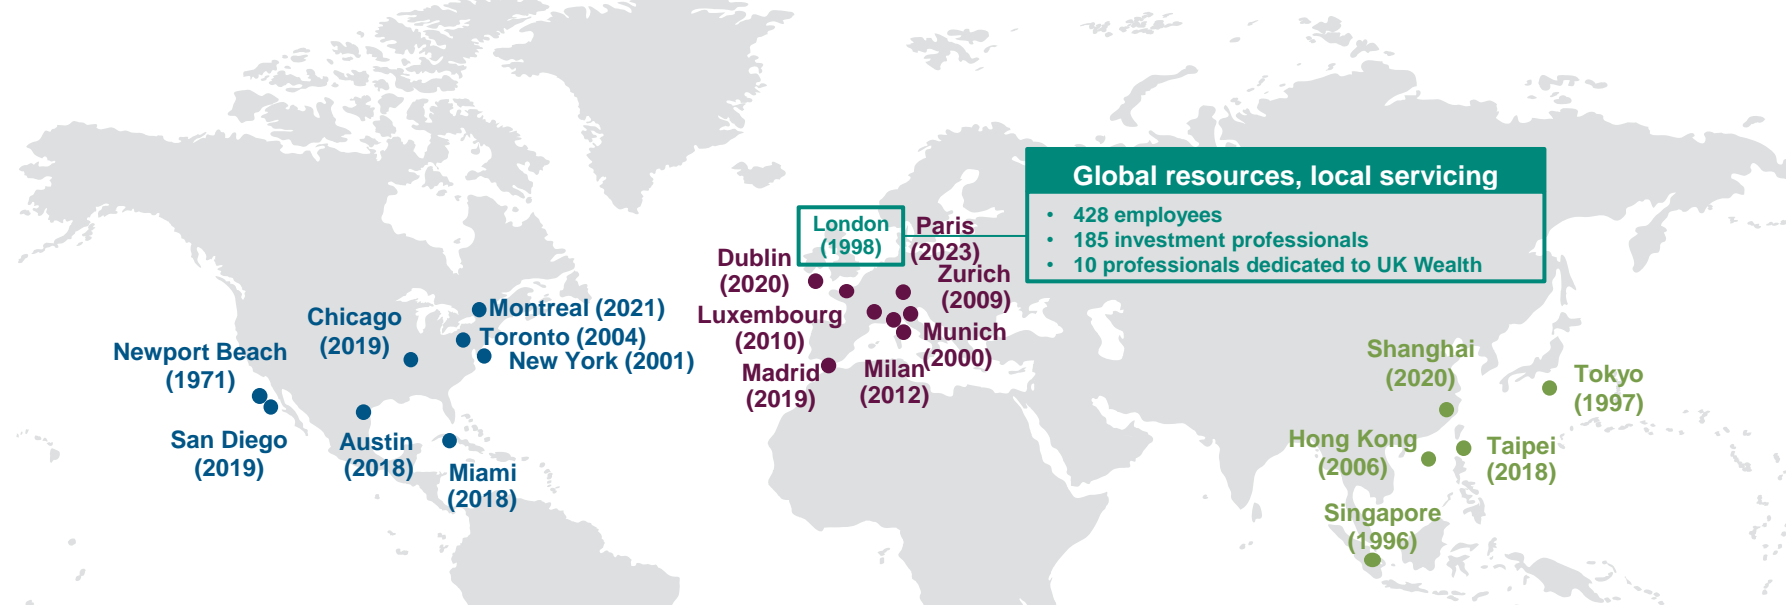 Global resources, local servicing
• 428 employees
• 185 investment professionals
• 10 professionals dedicated to UK Wealth
London
(1998)
Paris
(2023)
Dublin
(2020)
Zurich
(2009)
Luxembourg
(2010)
Munich
(2000)
Madrid
(2019)
Milan
(2012)
Montreal (2021)
Chicago
(2019)
Toronto (2004)
New York (2001)
Newport Beach
(1971)
San Diego
(2019)
Austin
(2018)
Miami
(2018)
Shanghai
(2020)
Tokyo
(1997)
Hong Kong
(2006)
Taipei
(2018)
Singapore
(1996)